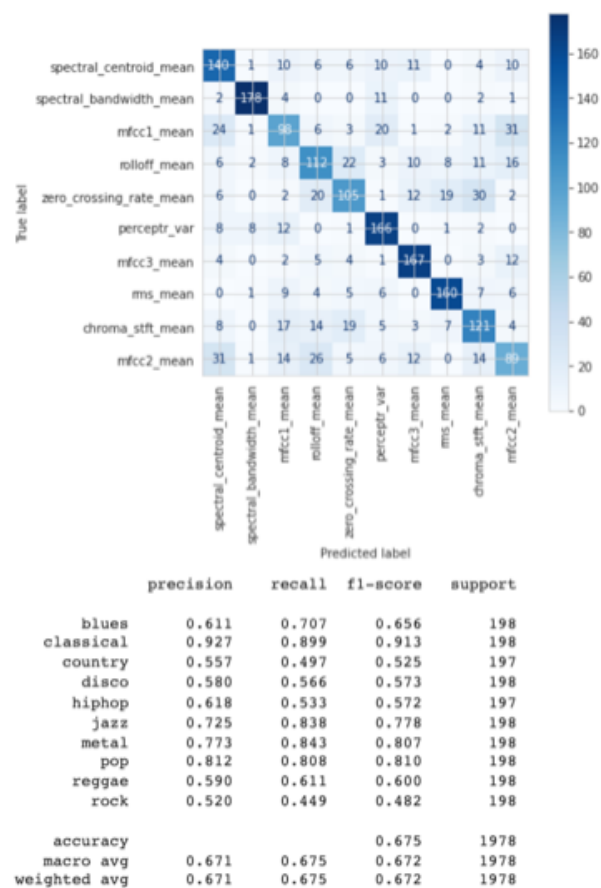 spectral_centroid_mean 140 1 10 6 6 10 11 0 4 10
spectral_bandwidth_mean 2 178 4 0 0 11 0 0 2 1
mfcc1_mean 24 1 98 6 3 20 1 2 11 31
rolloff_mean 6 2 8 112 22 3 10 8 11 16
zero_crossing_rate_mean 6 0 2 20 105 1 12 19 30 2
perceptr_var 8 8 12 0 1 166 0 1 2 0
mfcc3_mean 4 0 2 5 4 1 167 0 3 12
rms_mean 0 1 9 4 5 6 0 160 7 6
chroma_stft_mean 8 0 17 14 19 5 3 7 121 4
mfcc2_mean 31 1 14 26 5 6 12 0 14 89
True label
spectral_centroid_mean
spectral_bandwidth_mean
mfcc1_mean
rolloff_mean
zero_crossing_rate_mean
perceptr_var
mfcc3_mean
rms_mean
chroma_stft_mean
mfcc2_mean
Predicted label
160
140
120
100
80
60
40
20
0
precision recall f1-score support
blues 0.611 0.707 0.656 198
classical 0.927 0.899 0.913 198
country 0.557 0.497 0.525 197
disco 0.580 0.566 0.573 198
hiphop 0.618 0.533 0.572 197
jazz 0.725 0.838 0.778 198
metal 0.773 0.843 0.807 198
pop 0.812 0.808 0.810 198
reggae 0.590 0.611 0.600 198
rock 0.520 0.449 0.482 198
accuracy 0.675 1978
macro avg 0.671 0.675 0.672 1978
weighted avg 0.671 0.675 0.672 1978